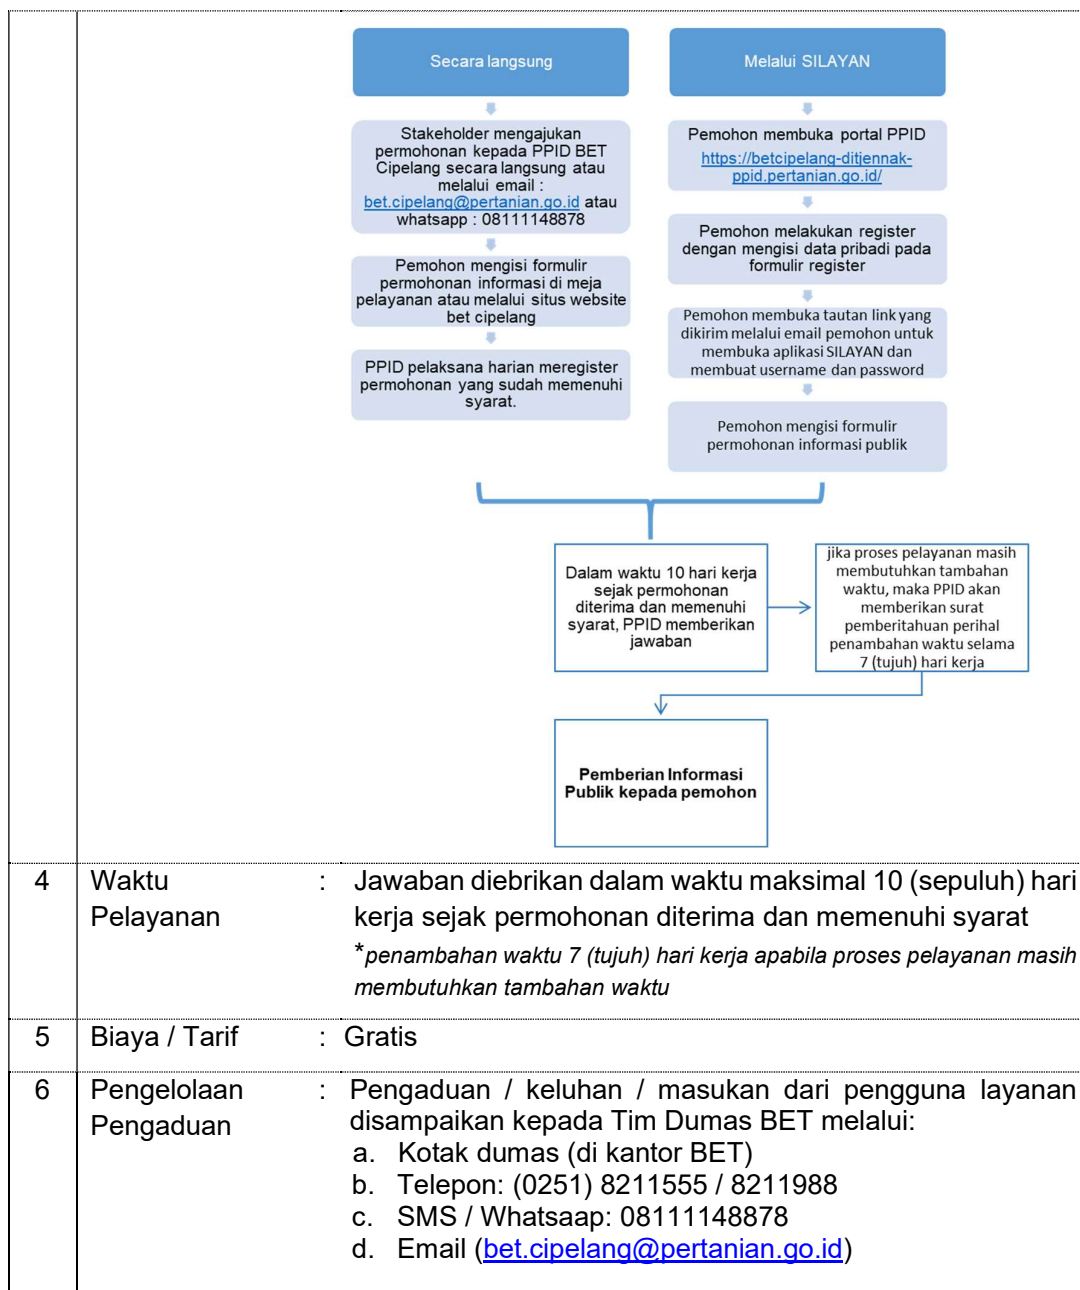 Secara langsung
Stakeholder mengajukan
permohonan kepada PPID BET
Cipelang secara langsung atau
melalui email :
bet.cipelang@pertanian.go.id atau
whatsapp : 08111148878
Pemohon mengisi formulir
permohonan informasi di meja
pelayanan atau melalui situs website
bet cipelang
PPID pelaksana harian meregister
permohonan yang sudah memenuhi
syarat.
Melalui SILAYAN
Pemohon membuka portal PPID
https://betcipelang-ditjennak-
ppid.pertanian.go.id/
Pemohon melakukan register
dengan mengisi data pribadi pada
formulir register
Pemohon membuka tautan link yang
dikirim melalui email pemohon untuk
membuka aplikasi SILAYAN dan
membuat username dan password
Pemohon mengisi formulir
permohonan informasi publik
Dalam waktu 10 hari kerja
sejak permohonan
diterima dan memenuhi
syarat, PPID memberikan
jawaban
jika proses pelayanan masih
membutuhkan tambahan
waktu, maka PPID akan
memberikan surat
pemberitahuan perihal
penambahan waktu selama
7 (tujuh) hari kerja
Pemberian Informasi
Publik kepada pemohon
4 Waktu : Jawaban diebrikan dalam waktu maksimal 10 (sepuluh) hari
Pelayanan kerja sejak permohonan diterima dan memenuhi syarat
*penambahan waktu 7 (tujuh) hari kerja apabila proses pelayanan masih
membutuhkan tambahan waktu
5 Biaya / Tarif : Gratis
6 Pengelolaan : Pengaduan / keluhan / masukan dari pengguna layanan
Pengaduan disampaikan kepada Tim Dumas BET melalui:
a. Kotak dumas (di kantor BET)
b. Telepon: (0251) 8211555 / 8211988
c. SMS / Whatsaap: 08111148878
d. Email (bet.cipelang@pertanian.go.id)